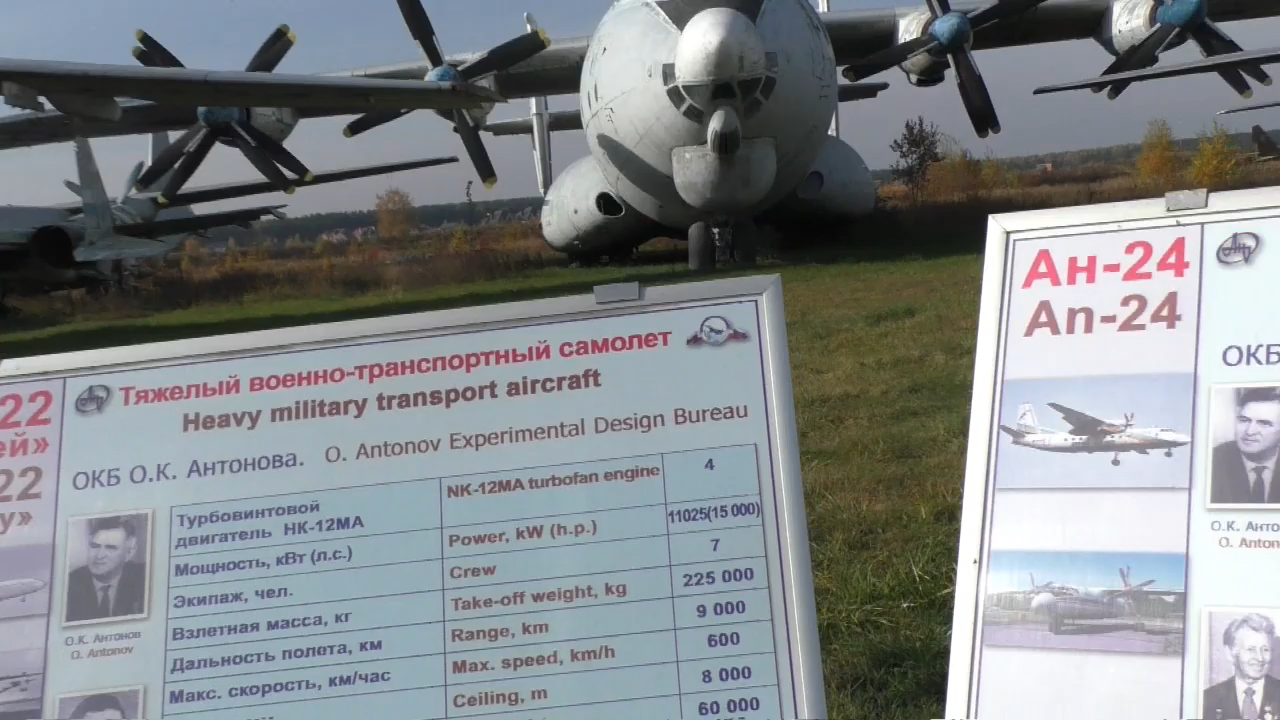 22
ей»
22
у»
Тяжелый военно-транспортный самолет
Heavy military transport aircraft
ОКБ О.К. Антонова. O. Antonov Experimental Design Bureau
Турбовинтовой
двигатель НК-12МА
NK-12MA turbofan engine 4
Мощность, кВт (л.с.) Power, kW (h.p.) 11025(15 000)
Экипаж, чел. Crew 7
Взлетная масса, кг Take-off weight, kg 225 000
Дальность полета, км Range, km 9 000
Макс. скорость, км/час Max. speed, km/h 600
Ceiling, m 8 000
60 000
О.К. Антонов
O. Antonov
Ан-24
An-24
ОКБ
О.К. Анто
O. Anton